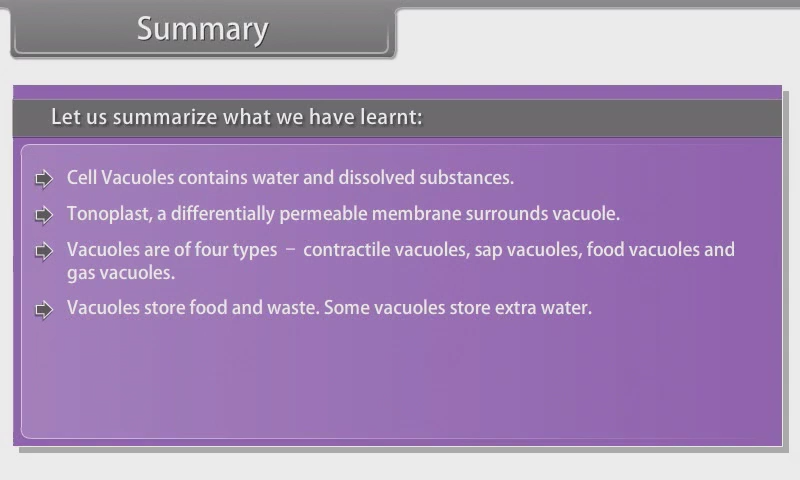 Summary
Let us summarize what we have learnt:
Cell Vacuoles contains water and dissolved substances.
Tonoplast, a differentially permeable membrane surrounds vacuole.
Vacuoles are of four types – contractile vacuoles, sap vacuoles, food vacuoles and
gas vacuoles.
Vacuoles store food and waste. Some vacuoles store extra water.